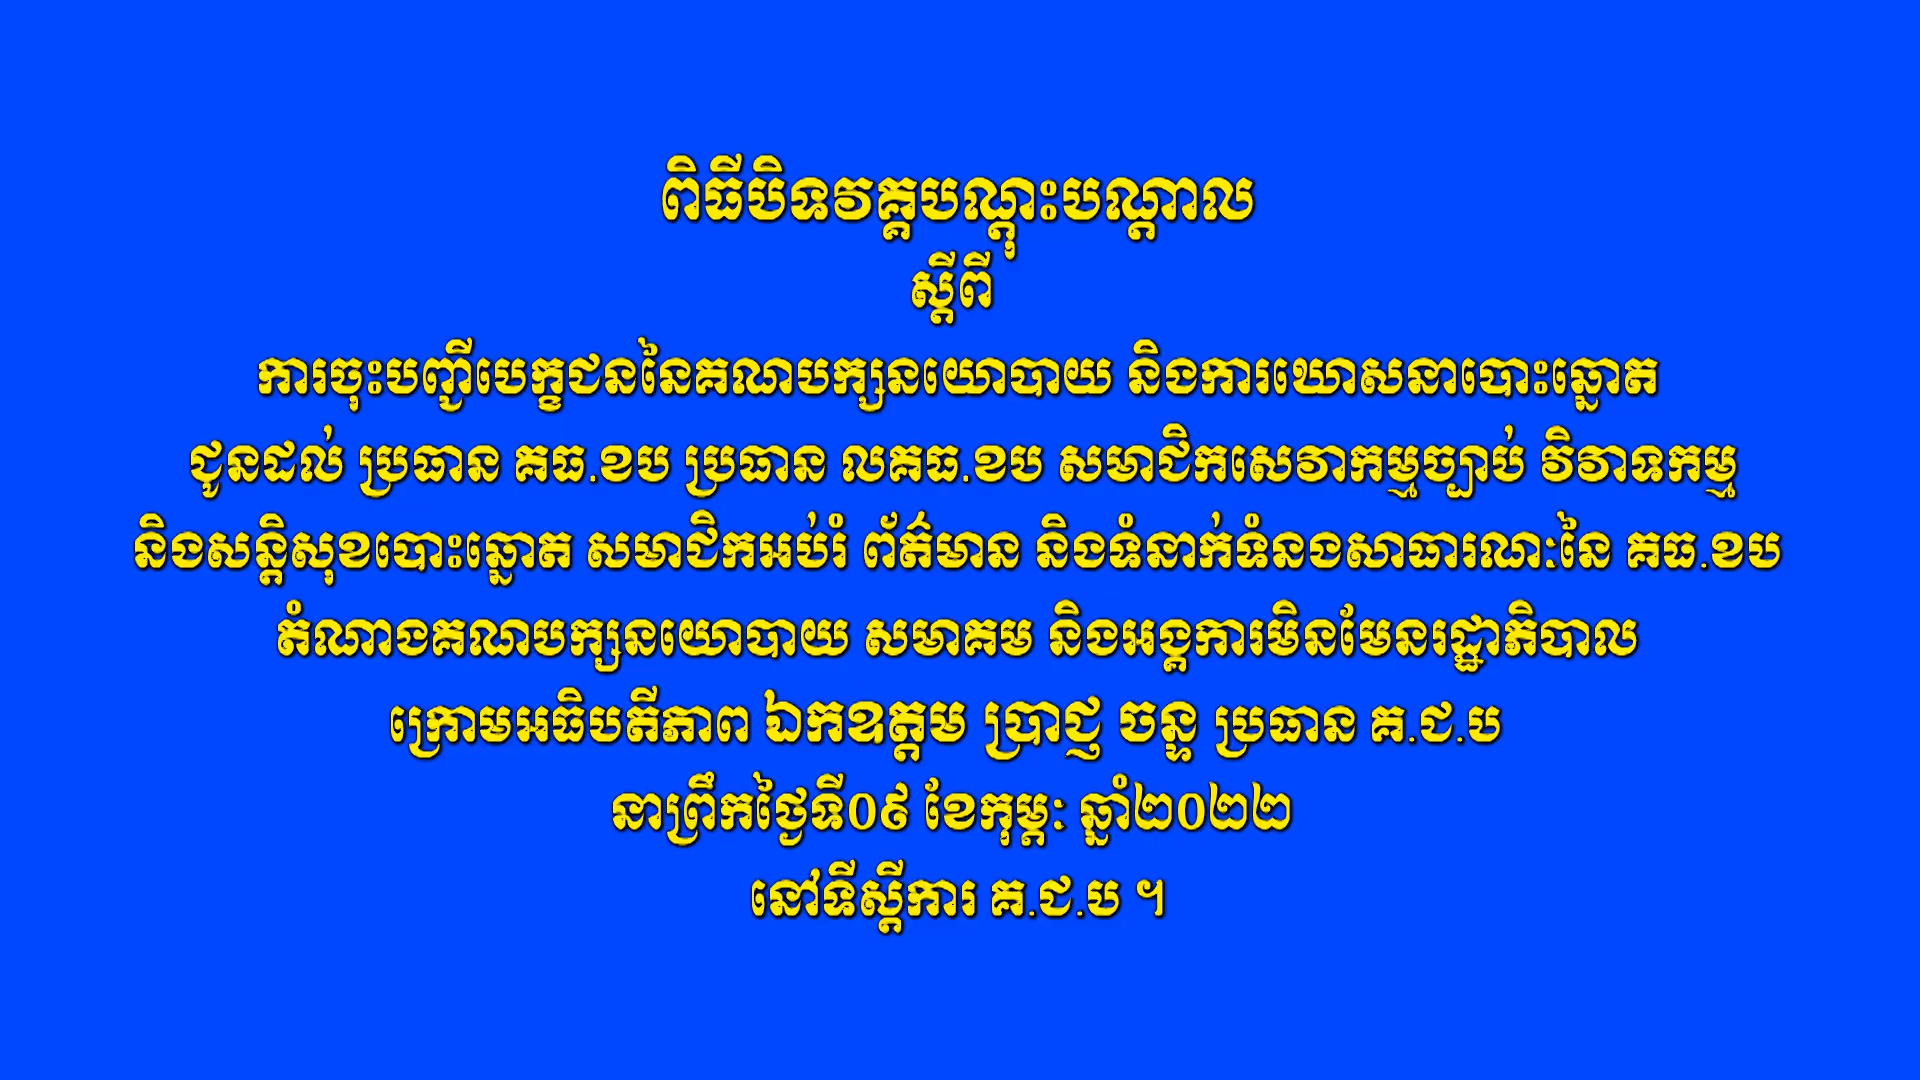 ពិធីបិទវគ្គបណ្តុះបណ្តាល
ស្តីពី
ការចុះបញ្ជីបេក្ខជននៃគណបក្សនយោបាយ និងការឃោសនាបោះឆ្នោត
ជូនដល់ ប្រធាន គធ.ខប ប្រធាន លគធ.ខប សមាជិកសេវាកម្មច្បាប់ វិវាទកម្ម
និងសន្តិសុខបោះឆ្នោត សមាជិកអប់រំ ព័ត៌មាន និងទំនាក់ទំនងសាធារណៈនៃ គធ.ខប
តំណាងគណបក្សនយោបាយ សមាគម និងអង្គការមិនមែនរដ្ឋាភិបាល
ក្រោមអធិបតីភាព ឯកឧត្តម ប្រាជ្ញ ចន្ទ ប្រធាន គ.ជ.ប
នាព្រឹកថ្ងៃទី០៩ ខែកុម្ភៈ ឆ្នាំ២០២២
នៅទីស្តីការ គ.ជ.ប ។